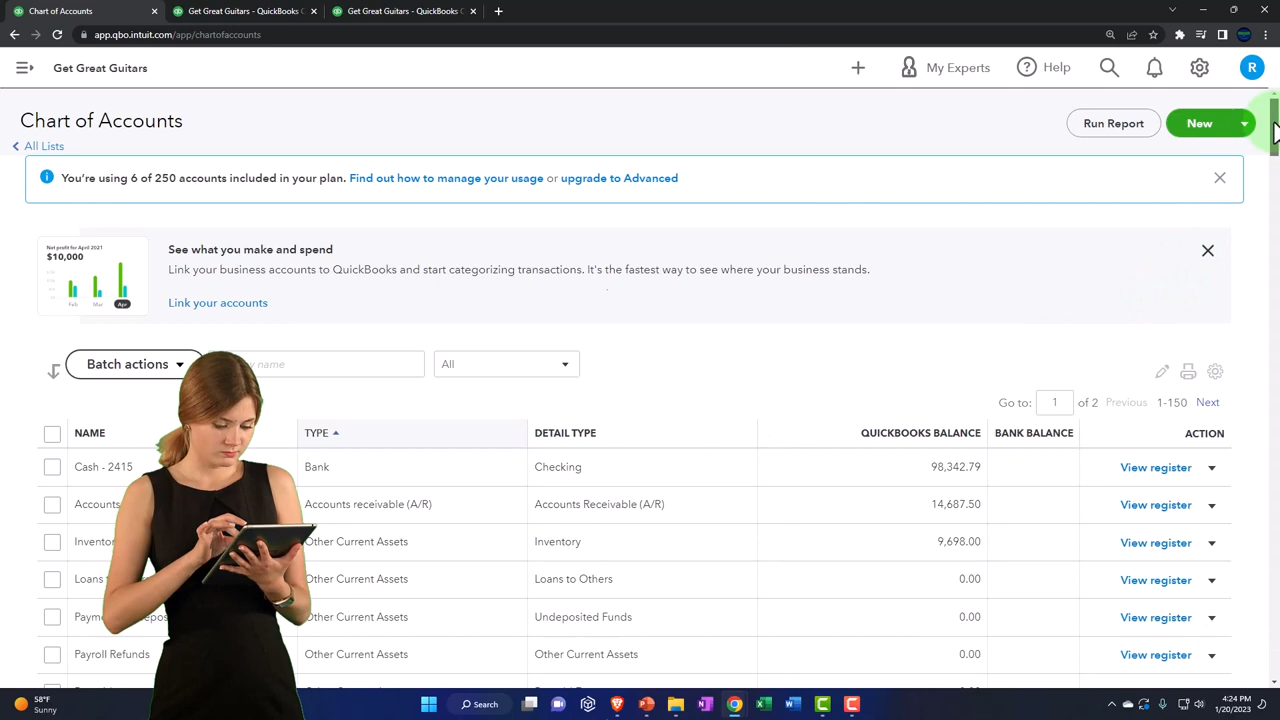 Chart of Accounts
Get Great Guitars - QuickBooks
Get Great Guitars - QuickBooks
app.qbo.intuit.com/app/chartofaccounts
Get Great Guitars
My Experts
Help
R
Chart of Accounts
Run Report
New
All Lists
You're using 6 of 250 accounts included in your plan. Find out how to manage your usage or upgrade to Advanced
Net profit for April 2021
$10,000
Feb Mar Apr
See what you make and spend
Link your business accounts to QuickBooks and start categorizing transactions. It's the fastest way to see where your business stands.
Link your accounts
Batch actions
name
All
Go to: 1 of 2 Previous 1-150 Next
NAME TYPE DETAIL TYPE QUICKBOOKS BALANCE BANK BALANCE ACTION
Cash - 2415 Bank Checking 98,342.79 View register
Accounts Accounts receivable (A/R) Accounts Receivable (A/R) 14,687.50 View register
Other Current Assets Inventory 9,698.00 View register
Loans Other Current Assets Loans to Others 0.00 View register
Other Current Assets Undeposited Funds 0.00 View register
Payroll Refunds Other Current Assets Other Current Assets 0.00 View register
58°F
Sunny
Search
4:24 PM
1/20/2023